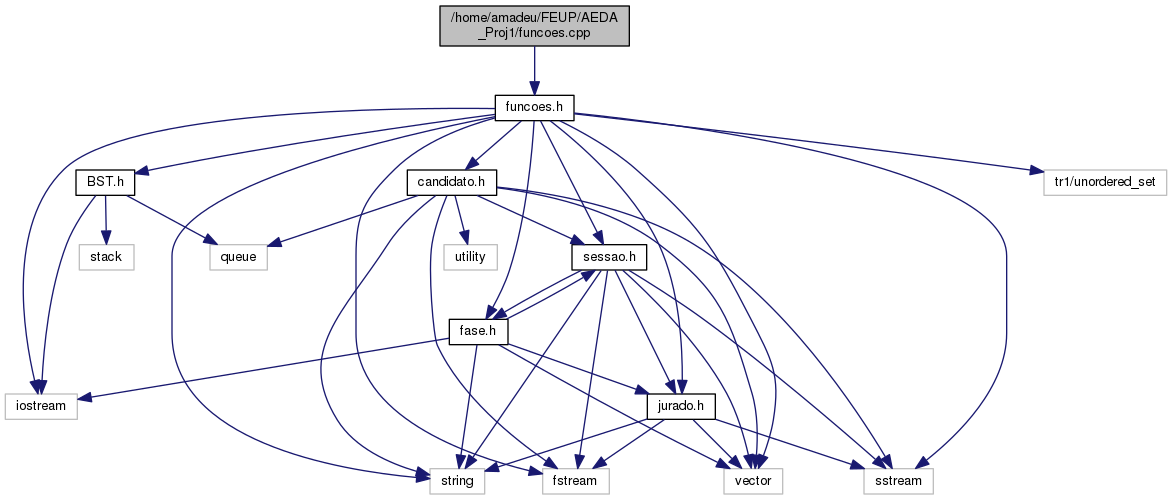 /home/amadeu/FEUP/AEDA
_Proj1/funcoes.cpp
funcoes.h
BST.h
candidato.h
tr1/unordered_set
stack
queue
utility
sessao.h
fase.h
iostream
jurado.h
string
fstream
vector
sstream